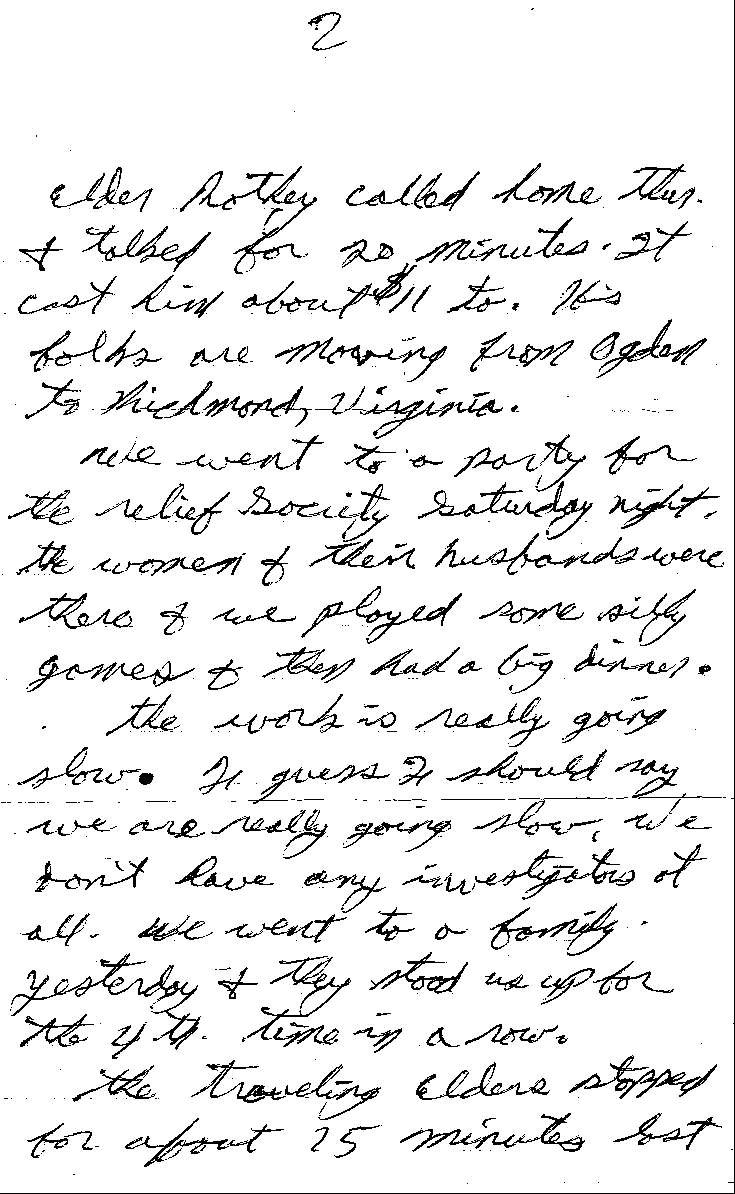 2
Elder Rothey called home Thur.
& talked for 20 minutes. It
cost him about $11 to. His
folks are moving from Ogden
to Richmond, Virginia.
We went to a party for
the relief Society Saturday night.
the women & their husbands were
there & we played some silly
games & then had a big dinner.
the work is really going
slow. I guess I should say
we are really going slow, we
don't have any investigators at
all. We went to a family
yesterday & they stood us up for
the 4th. time in a row.
the traveling Elders stopped
for about 15 minutes last